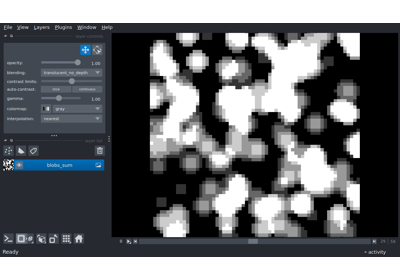 File View Layers Plugins Window Help
opacity: 1.00
blending: translucent_no_depth
contrast limits:
auto-contrast: once continuous
gamma: 1.00
colormap: gray
interpolation: nearest
blobs_sum
Ready activity